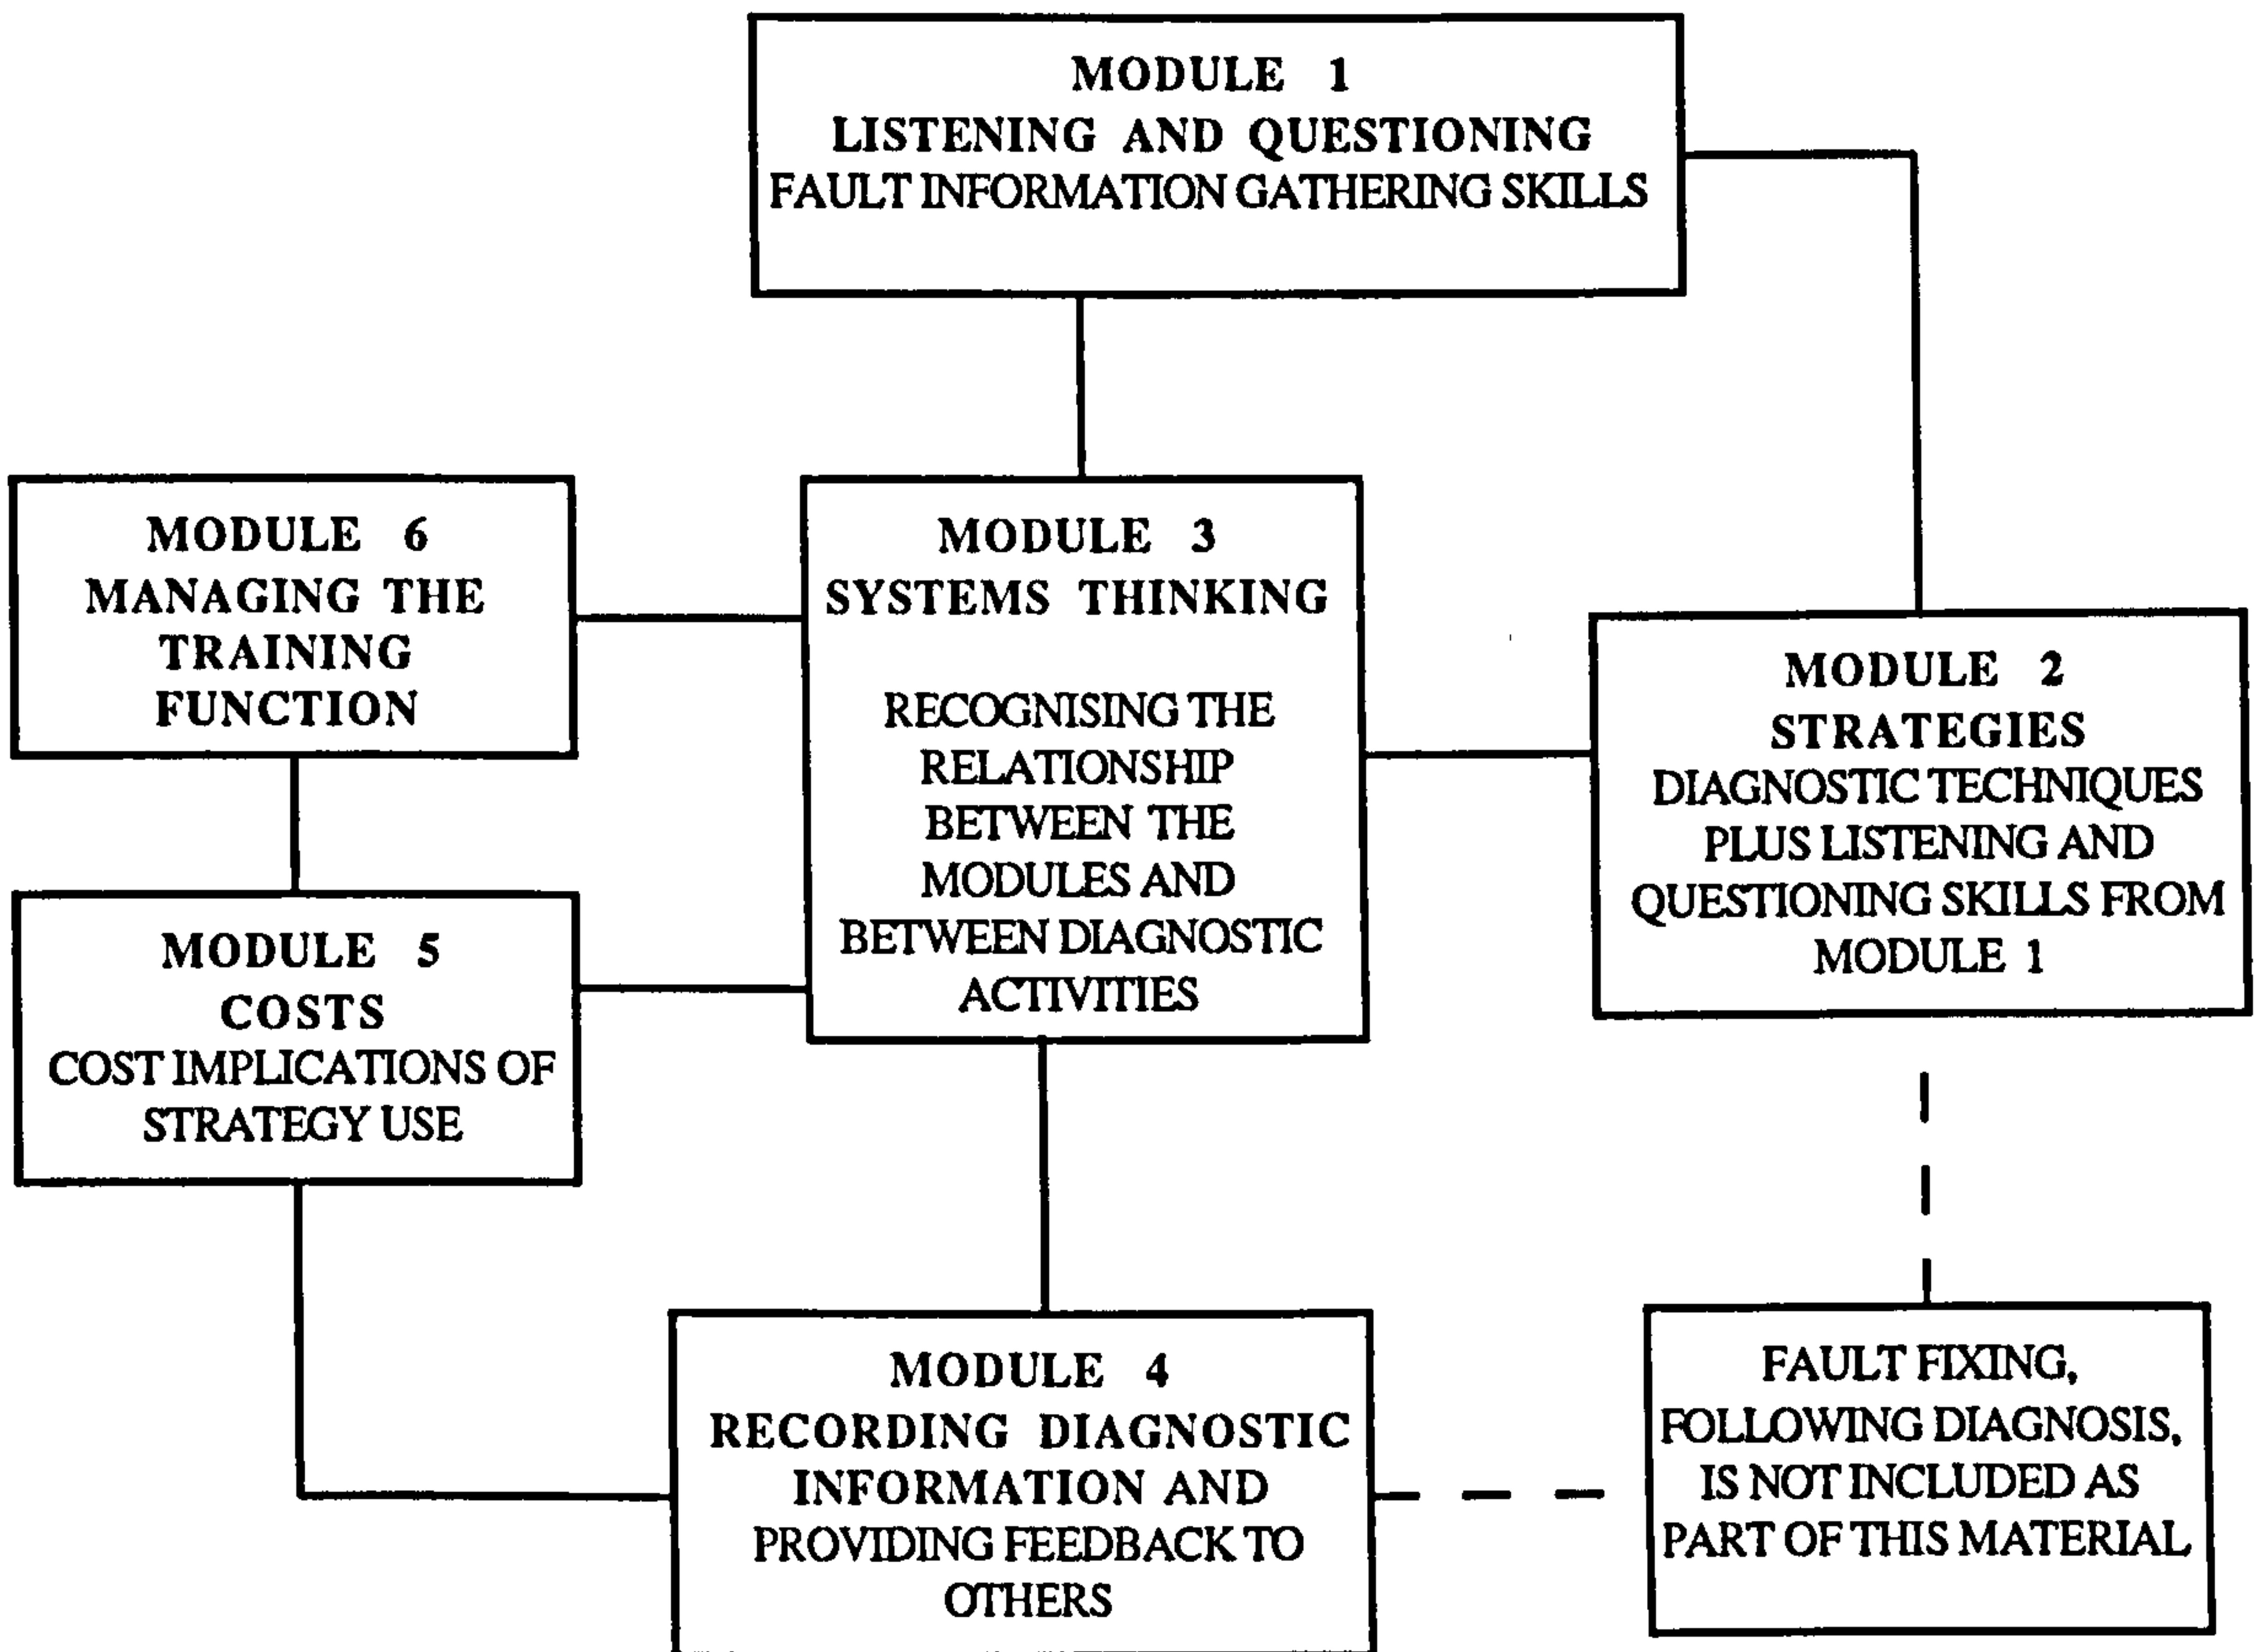 MODULE 1
LISTENING AND QUESTIONING
FAULT INFORMATION GATHERING SKILLS
MODULE 6
MANAGING THE
TRAINING
FUNCTION
MODULE 3
SYSTEMS THINKING
RECOGNISING THE
RELATIONSHIP
BETWEEN THE
MODULES AND
BETWEEN DIAGNOSTIC
ACTIVITIES
MODULE 2
STRATEGIES
DIAGNOSTIC TECHNIQUES
PLUS LISTENING AND
QUESTIONING SKILLS FROM
MODULE 1
MODULE 5
COSTS
COST IMPLICATIONS OF
STRATEGY USE
MODULE 4
RECORDING DIAGNOSTIC
INFORMATION AND
PROVIDING FEEDBACK TO
OTHERS
FAULT FIXING,
FOLLOWING DIAGNOSIS,
IS NOT INCLUDED AS
PART OF THIS MATERIAL